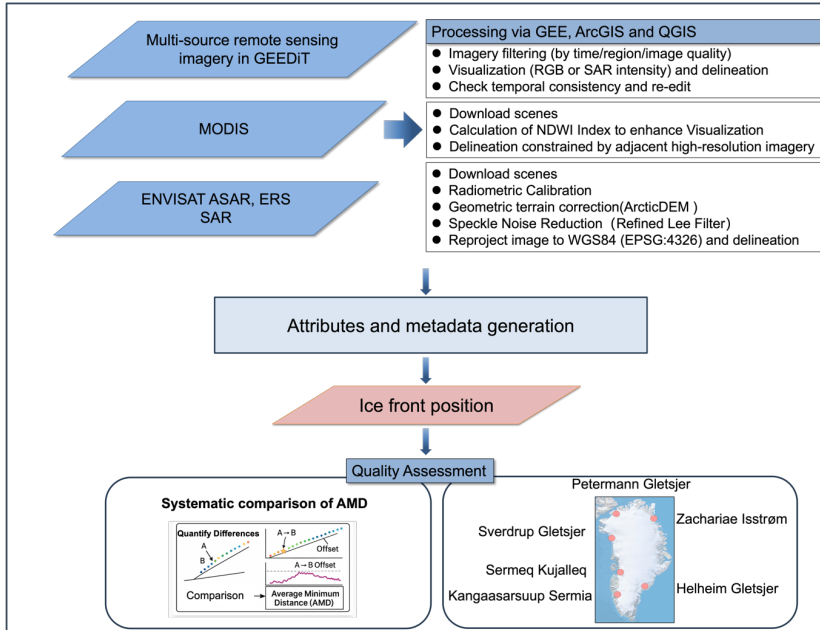 Multi-source remote sensing
imagery in GEEDiT
Processing via GEE, ArcGIS and QGIS
● Imagery filtering (by time/region/image quality)
● Visualization (RGB or SAR intensity) and delineation
● Check temporal consistency and re-edit
MODIS
● Download scenes
● Calculation of NDWI Index to enhance Visualization
● Delineation constrained by adjacent high-resolution imagery
ENVISAT ASAR, ERS
SAR
● Download scenes
● Radiometric Calibration
● Geometric terrain correction(ArcticDEM )
● Speckle Noise Reduction （Refined Lee Filter）
● Reproject image to WGS84 (EPSG:4326) and delineation
Attributes and metadata generation
Ice front position
Quality Assessment
Systematic comparison of AMD
Quantify Differences
A
B
Comparison
A→B
Offset
A→B Offset
Average Minimum
Distance (AMD)
Petermann Gletsjer
Sverdrup Gletsjer
Zachariae Isstrøm
Sermeq Kujalleq
Kangaasarsuup Sermia
Helheim Gletsjer